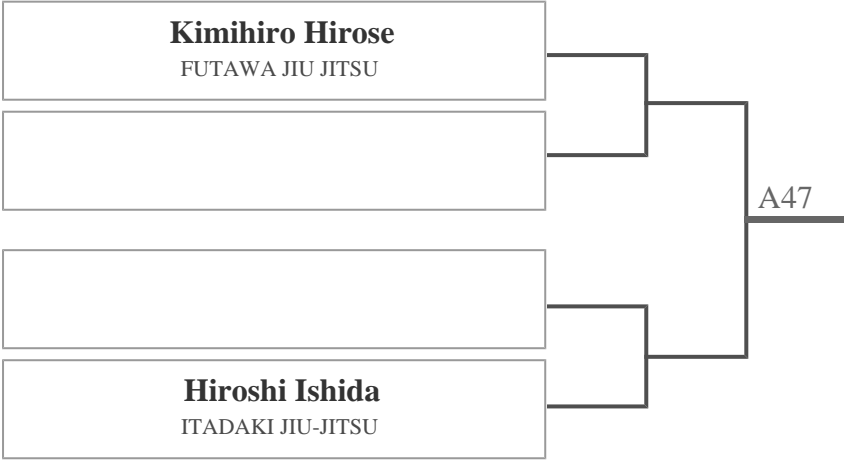 Kimihiro Hirose
FUTAWA JIU JITSU
A47
Hiroshi Ishida
ITADAKI JIU-JITSU